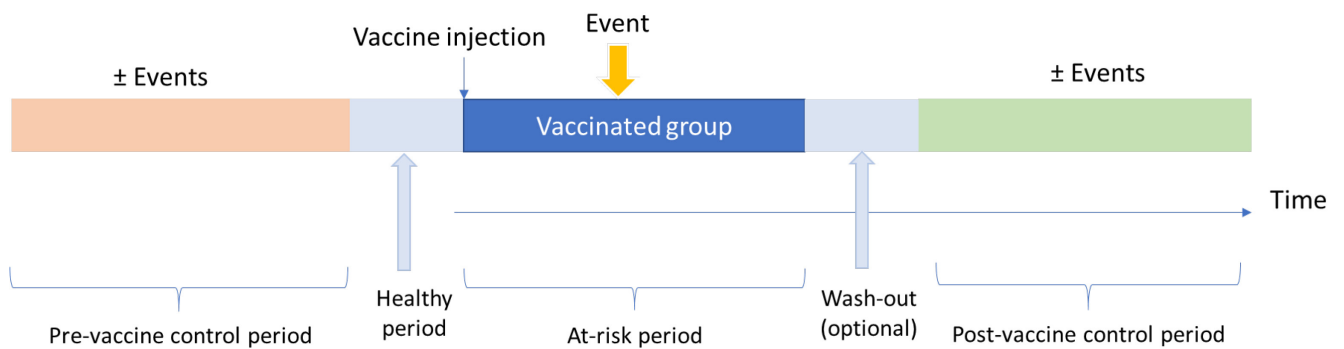 Event
Vaccine injection
± Events
± Events
Vaccinated group
Time
Healthy
period
Wash-out
(optional)
Pre-vaccine control period
At-risk period
Post-vaccine control period